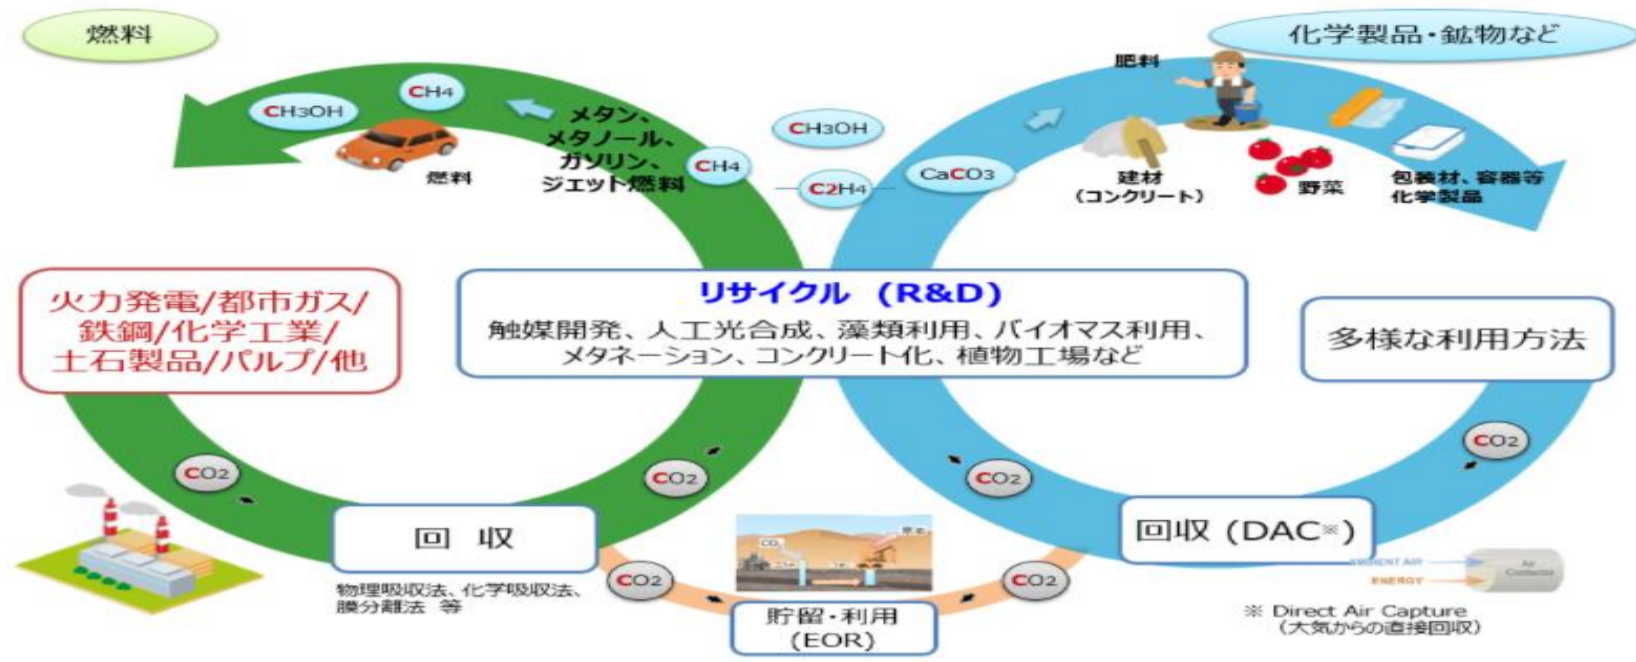 燃料
化学製品・鉱物など
CH3OH
CH4
メタン、
メタノール、
ガソリン、
ジェット燃料
燃料
CH4
CH3OH
C2H4
CaCO3
肥料
建材
(コンクリート)
野菜
包装材、容器等
化学製品
火力発電/都市ガス/
鉄鋼/化学工業/
土石製品/パルプ/他
リサイクル (R&D)
触媒開発、人工光合成、藻類利用、バイオマス利用、
メタネーション、コンクリート化、植物工場など
多様な利用方法
CO2
CO2
CO2
CO2
回 収
物理吸収法、化学吸収法、
膜分離法 等
CO2
CO2
貯留・利用
(EOR)
回収 (DAC※)
AMBIENT AIR
ENERGY
Air
Contactor
※ Direct Air Capture
(大気からの直接回収)